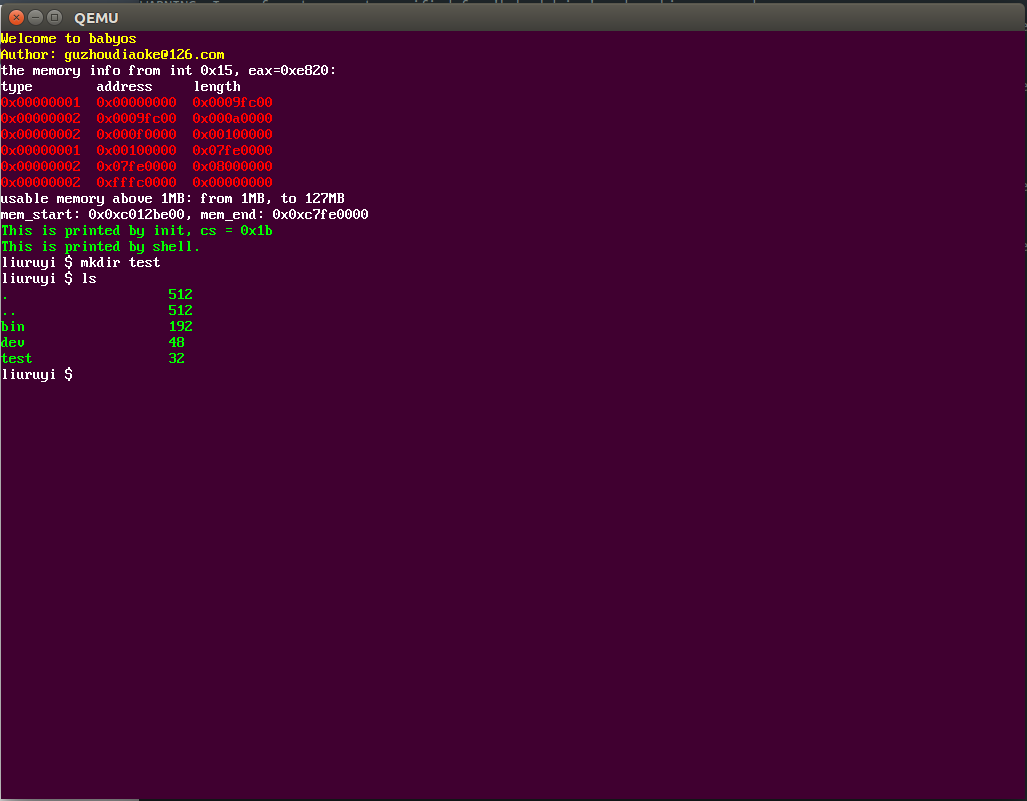 QEMU
Welcome to babyos
Author: guzhoudiaoke@126.com
the memory info from int 0x15, eax=0xe820:
type        address     length
0x00000001  0x00000000  0x0009fc00
0x00000002  0x0009fc00  0x000a0000
0x00000002  0x000f0000  0x00100000
0x00000001  0x00100000  0x07fe0000
0x00000002  0x07fe0000  0x08000000
0x00000002  0xfffc0000  0x00000000
usable memory above 1MB: from 1MB, to 127MB
mem_start: 0x0xc012be00, mem_end: 0x0xc7fe0000
This is printed by init, cs = 0x1b
This is printed by shell.
liuruyi $ mkdir test
liuruyi $ ls
.                    512
..                   512
bin                  192
dev                  48
test                 32
liuruyi $